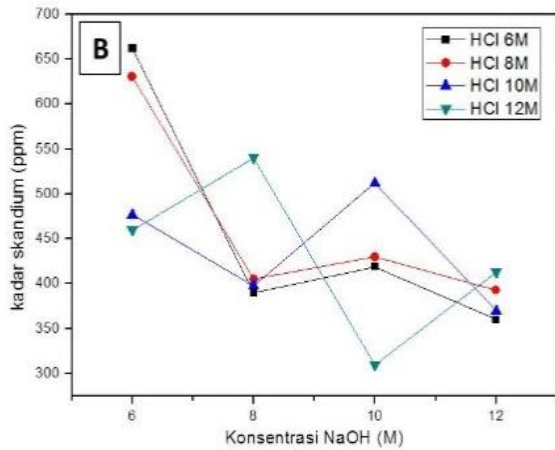 B
HCl 6M
HCl 8M
HCl 10M
HCl 12M
kadar skandium (ppm)
700
650
600
550
500
450
400
350
300
6 8 10 12
Konsentrasi NaOH (M)